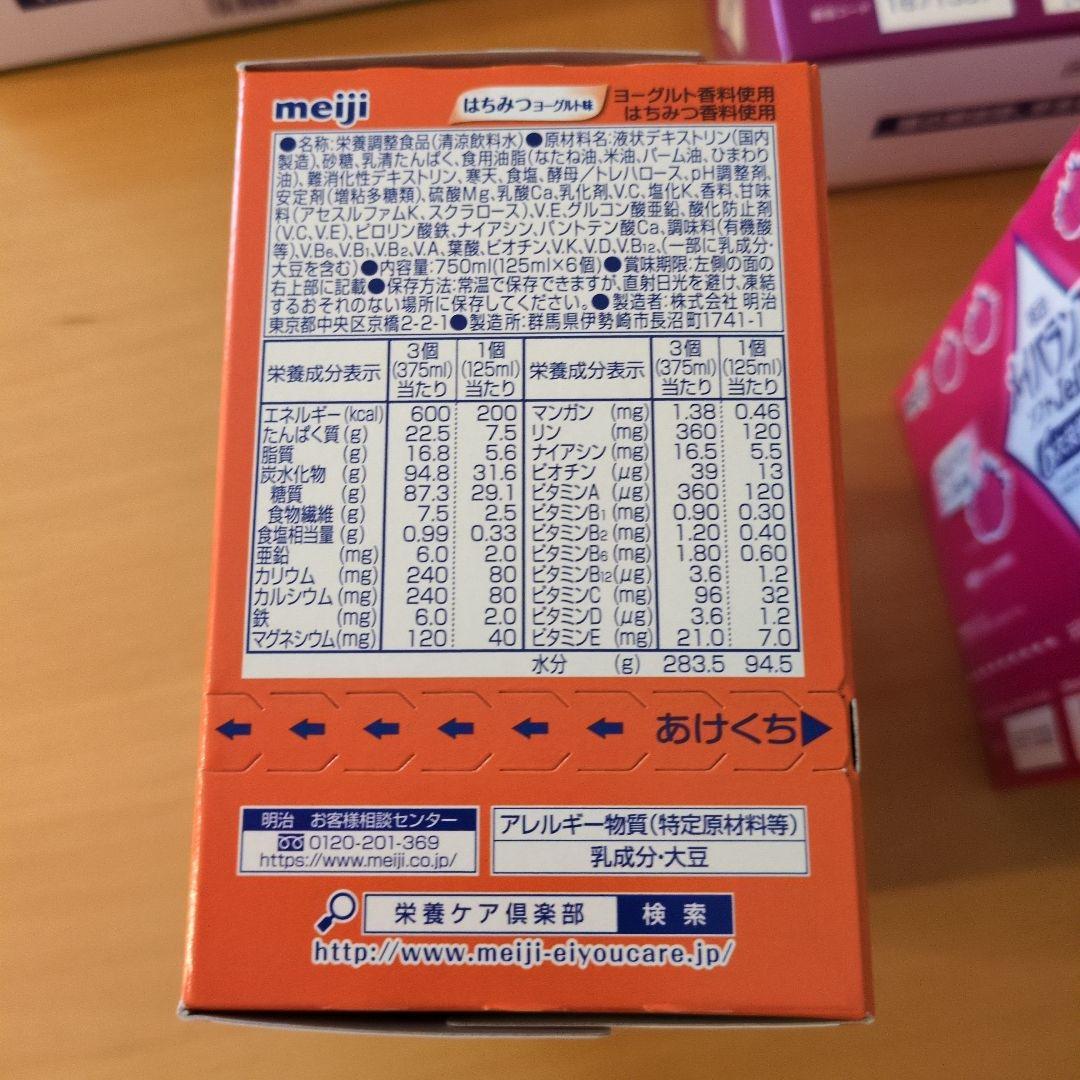 meiji
はちみつヨーグルト味
ヨーグルト香料使用
はちみつ香料使用
●名称:栄養調整食品(清涼飲料水)●原材料名:液状デキストリン(国内
製造)、砂糖、乳清たんぱく、食用油脂(なたね油、米油、パーム油、ひまわり
油)、難消化性デキストリン、寒天、食塩、酵母/トレハロース、pH調整剤、
安定剤(増粘多糖類)、硫酸Mg、乳酸Ca、乳化剤、V.C、塩化K、香料、甘味
料(アセスルファムK、スクラロース)、V.E、グルコン酸亜鉛、酸化防止剤
(V.C、V.E)、ピロリン酸鉄、ナイアシン、パントテン酸Ca、調味料(有機酸
等)、V.B6、V.B1、V.B2、V.A、葉酸、ビオチン、V.K、V.D、V.B12、(一部に乳成分・
大豆を含む)●内容量:750ml(125ml×6個)●賞味期限:左側の面の
右上部に記載●保存方法:常温で保存できますが、直射日光を避け、凍結
するおそれのない場所に保存してください。●製造者:株式会社 明治
東京都中央区京橋2-2-1●製造所:群馬県伊勢崎市長沼町1741-1
栄養成分表示 3個(375ml)当たり 1個(125ml)当たり 栄養成分表示 3個(375ml)当たり 1個(125ml)当たり
エネルギー(kcal) 600 200 マンガン (mg) 1.38 0.46
たんぱく質(g) 22.5 7.5 リン (mg) 360 120
脂質 (g) 16.8 5.6 ナイアシン(mg) 16.5 5.5
炭水化物 (g) 94.8 31.6 ビオチン (μg) 39 13
糖質 (g) 87.3 29.1 ビタミンA (μg) 360 120
食物繊維 (g) 7.5 2.5 ビタミンB1(mg) 0.90 0.30
食塩相当量(g) 0.99 0.33 ビタミンB2(mg) 1.20 0.40
亜鉛 (mg) 6.0 2.0 ビタミンB6(mg) 1.80 0.60
カリウム (mg) 240 80 ビタミンB12(μg) 3.6 1.2
カルシウム(mg) 240 80 ビタミンC (mg) 96 32
鉄 (mg) 6.0 2.0 ビタミンD (μg) 3.6 1.2
マグネシウム(mg) 120 40 ビタミンE (mg) 21.0 7.0
水分 (g) 283.5 94.5
あけくち
明治 お客様相談センター
0120-201-369
https://www.meiji.co.jp/
アレルギー物質(特定原材料等)
乳成分・大豆
栄養ケア倶楽部 検索
http://www.meiji-eiyoucare.jp/